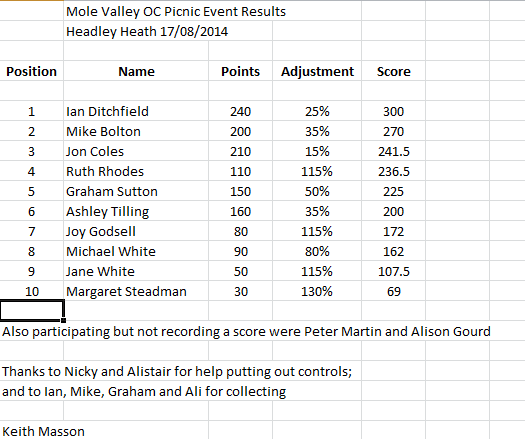 Mole Valley OC Picnic Event Results
Headley Heath 17/08/2014
Position Name Points Adjustment Score
1 Ian Ditchfield 240 25% 300
2 Mike Bolton 200 35% 270
3 Jon Coles 210 15% 241.5
4 Ruth Rhodes 110 115% 236.5
5 Graham Sutton 150 50% 225
6 Ashley Tilling 160 35% 200
7 Joy Godsell 80 115% 172
8 Michael White 90 80% 162
9 Jane White 50 115% 107.5
10 Margaret Steadman 30 130% 69
Also participating but not recording a score were Peter Martin and Alison Gourd
Thanks to Nicky and Alistair for help putting out controls;
and to Ian, Mike, Graham and Ali for collecting
Keith Masson